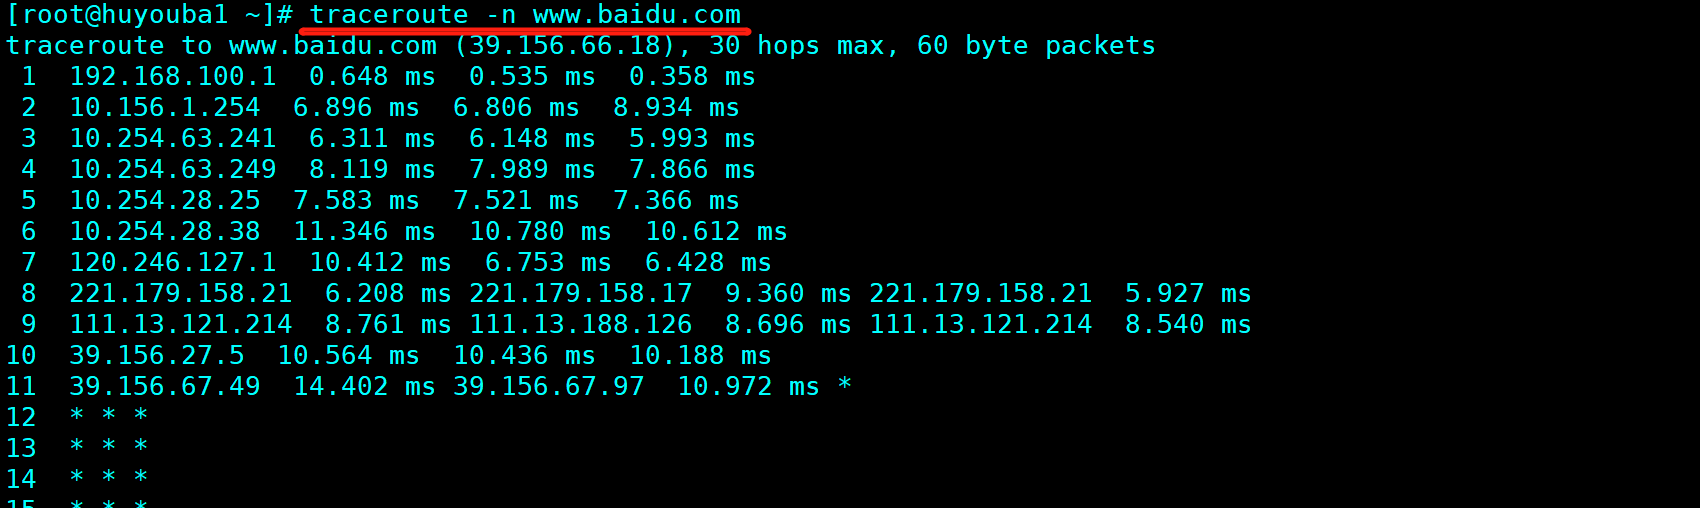 [root@huyouba1 ~]# traceroute -n www.baidu.com
traceroute to www.baidu.com (39.156.66.18), 30 hops max, 60 byte packets
 1  192.168.100.1  0.648 ms  0.535 ms  0.358 ms
 2  10.156.1.254  6.896 ms  6.806 ms  8.934 ms
 3  10.254.63.241  6.311 ms  6.148 ms  5.993 ms
 4  10.254.63.249  8.119 ms  7.989 ms  7.866 ms
 5  10.254.28.25  7.583 ms  7.521 ms  7.366 ms
 6  10.254.28.38  11.346 ms  10.780 ms  10.612 ms
 7  120.246.127.1  10.412 ms  6.753 ms  6.428 ms
 8  221.179.158.21  6.208 ms 221.179.158.17  9.360 ms 221.179.158.21  5.927 ms
 9  111.13.121.214  8.761 ms 111.13.188.126  8.696 ms 111.13.121.214  8.540 ms
10  39.156.27.5  10.564 ms  10.436 ms  10.188 ms
11  39.156.67.49  14.402 ms 39.156.67.97  10.972 ms *
12  * * *
13  * * *
14  * * *
15  * * *